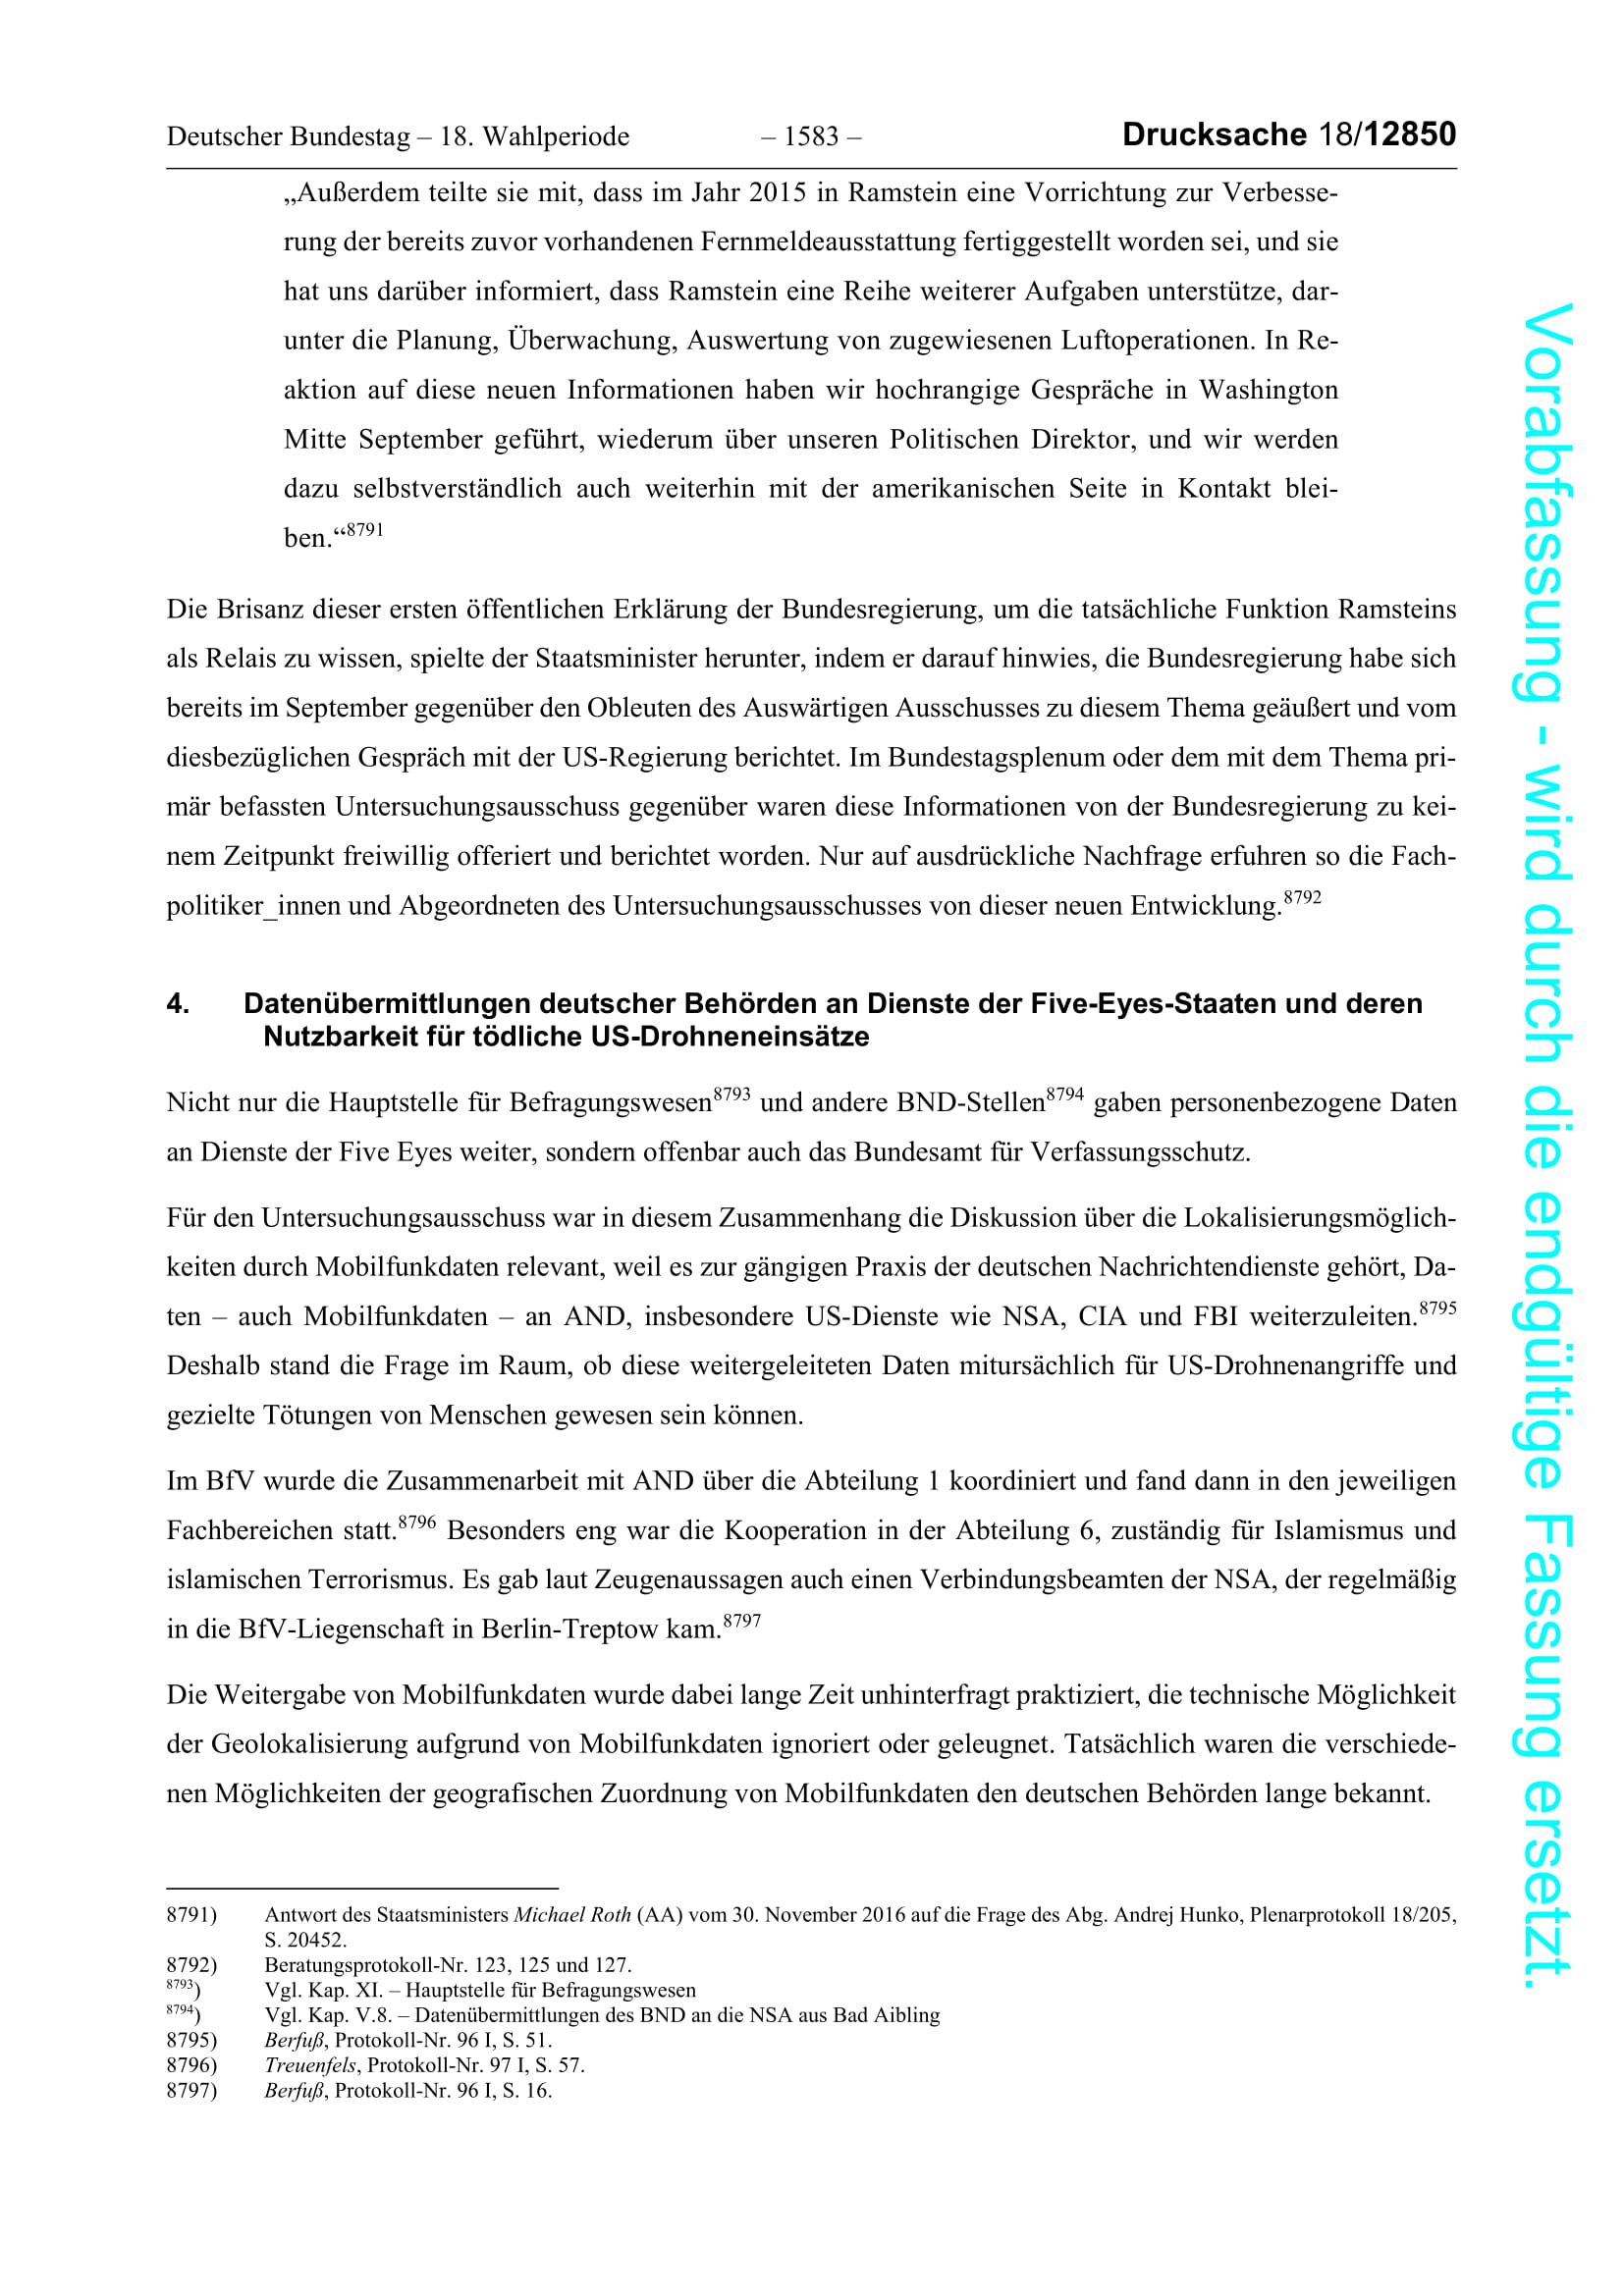 Deutscher Bundestag – 18. Wahlperiode – 1583 – Drucksache 18/12850
„Außerdem teilte sie mit, dass im Jahr 2015 in Ramstein eine Vorrichtung zur Verbesse-
rung der bereits zuvor vorhandenen Fernmeldeausstattung fertiggestellt worden sei, und sie
hat uns darüber informiert, dass Ramstein eine Reihe weiterer Aufgaben unterstütze, dar-
unter die Planung, Überwachung, Auswertung von zugewiesenen Luftoperationen. In Re-
aktion auf diese neuen Informationen haben wir hochrangige Gespräche in Washington
Mitte September geführt, wiederum über unseren Politischen Direktor, und wir werden
dazu selbstverständlich auch weiterhin mit der amerikanischen Seite in Kontakt blei-
ben.“8791
Die Brisanz dieser ersten öffentlichen Erklärung der Bundesregierung, um die tatsächliche Funktion Ramsteins
als Relais zu wissen, spielte der Staatsminister herunter, indem er darauf hinwies, die Bundesregierung habe sich
bereits im September gegenüber den Obleuten des Auswärtigen Ausschusses zu diesem Thema geäußert und vom
diesbezüglichen Gespräch mit der US-Regierung berichtet. Im Bundestagsplenum oder dem mit dem Thema pri-
mär befassten Untersuchungsausschuss gegenüber waren diese Informationen von der Bundesregierung zu kei-
nem Zeitpunkt freiwillig offeriert und berichtet worden. Nur auf ausdrückliche Nachfrage erfuhren so die Fach-
politiker_innen und Abgeordneten des Untersuchungsausschusses von dieser neuen Entwicklung.8792
4. Datenübermittlungen deutscher Behörden an Dienste der Five-Eyes-Staaten und deren
Nutzbarkeit für tödliche US-Drohneneinsätze
Nicht nur die Hauptstelle für Befragungswesen8793 und andere BND-Stellen8794 gaben personenbezogene Daten
an Dienste der Five Eyes weiter, sondern offenbar auch das Bundesamt für Verfassungsschutz.
Für den Untersuchungsausschuss war in diesem Zusammenhang die Diskussion über die Lokalisierungsmöglich-
keiten durch Mobilfunkdaten relevant, weil es zur gängigen Praxis der deutschen Nachrichtendienste gehört, Da-
ten – auch Mobilfunkdaten – an AND, insbesondere US-Dienste wie NSA, CIA und FBI weiterzuleiten.8795
Deshalb stand die Frage im Raum, ob diese weitergeleiteten Daten mitursächlich für US-Drohnenangriffe und
gezielte Tötungen von Menschen gewesen sein können.
Im BfV wurde die Zusammenarbeit mit AND über die Abteilung 1 koordiniert und fand dann in den jeweiligen
Fachbereichen statt.8796 Besonders eng war die Kooperation in der Abteilung 6, zuständig für Islamismus und
islamischen Terrorismus. Es gab laut Zeugenaussagen auch einen Verbindungsbeamten der NSA, der regelmäßig
in die BfV-Liegenschaft in Berlin-Treptow kam.8797
Die Weitergabe von Mobilfunkdaten wurde dabei lange Zeit unhinterfragt praktiziert, die technische Möglichkeit
der Geolokalisierung aufgrund von Mobilfunkdaten ignoriert oder geleugnet. Tatsächlich waren die verschiede-
nen Möglichkeiten der geografischen Zuordnung von Mobilfunkdaten den deutschen Behörden lange bekannt.
8791) Antwort des Staatsministers Michael Roth (AA) vom 30. November 2016 auf die Frage des Abg. Andrej Hunko, Plenarprotokoll 18/205,
S. 20452.
8792) Beratungsprotokoll-Nr. 123, 125 und 127.
8793) Vgl. Kap. XI. – Hauptstelle für Befragungswesen
8794) Vgl. Kap. V.8. – Datenübermittlungen des BND an die NSA aus Bad Aibling
8795) Berfuß, Protokoll-Nr. 96 I, S. 51.
8796) Treuenfels, Protokoll-Nr. 97 I, S. 57.
8797) Berfuß, Protokoll-Nr. 96 I, S. 16.
Vorabfassung - wird durch die endgültige Fassung ersetzt.